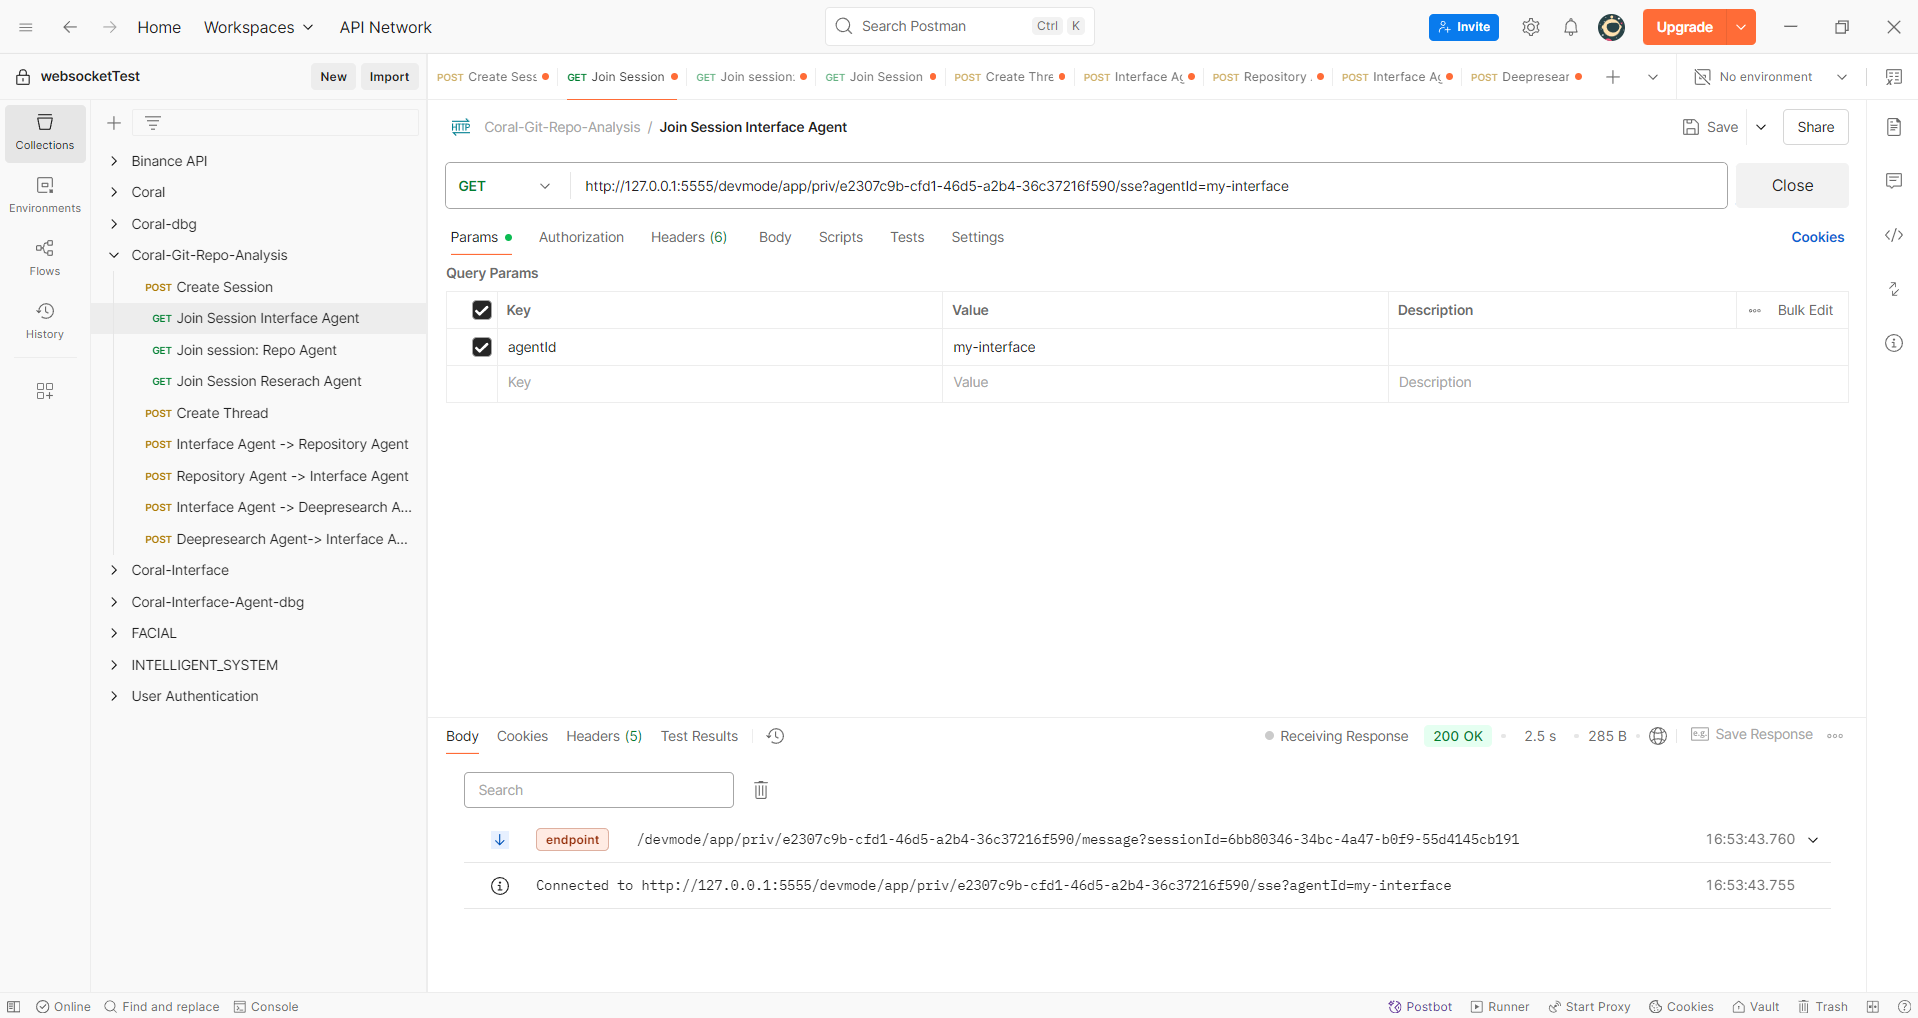 Home Workspaces API Network Search Postman Ctrl K Invite Upgrade
websocketTest New Import
POST Create Sess GET Join Session GET Join session: GET Join Session POST Create Thre POST Interface Ag POST Repository . POST Interface Ag POST Deepresear No environment
Collections
Environments
Flows
History
Binance API
Coral
Coral-dbg
Coral-Git-Repo-Analysis
POST Create Session
GET Join Session Interface Agent
GET Join session: Repo Agent
GET Join Session Reserach Agent
POST Create Thread
POST Interface Agent -> Repository Agent
POST Repository Agent -> Interface Agent
POST Interface Agent -> Deepresearch A...
POST Deepresearch Agent-> Interface A...
Coral-Interface
Coral-Interface-Agent-dbg
FACIAL
INTELLIGENT_SYSTEM
User Authentication
HTTP Coral-Git-Repo-Analysis / Join Session Interface Agent Save Share
GET http://127.0.0.1:5555/devmode/app/priv/e2307c9b-cfd1-46d5-a2b4-36c37216f590/sse?agentId=my-interface Close
Params Authorization Headers (6) Body Scripts Tests Settings Cookies
Query Params
Key Value Description Bulk Edit
agentId my-interface
Key Value Description
Body Cookies Headers (5) Test Results Receiving Response 200 OK 2.5 s 285 B e.g. Save Response
Search
endpoint /devmode/app/priv/e2307c9b-cfd1-46d5-a2b4-36c37216f590/message?sessionId=6bb80346-34bc-4a47-b0f9-55d4145cb191 16:53:43.760
Connected to http://127.0.0.1:5555/devmode/app/priv/e2307c9b-cfd1-46d5-a2b4-36c37216f590/sse?agentId=my-interface 16:53:43.755
Online Find and replace Console Postbot Runner Start Proxy Cookies Vault Trash